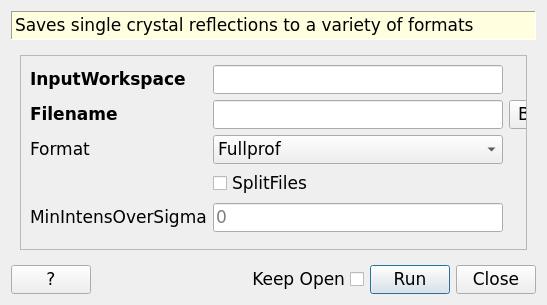 Saves single crystal reflections to a variety of formats
InputWorkspace
Filename
Format Fullprof
SplitFiles
MinIntensOverSigma 0
? Keep Open Run Close